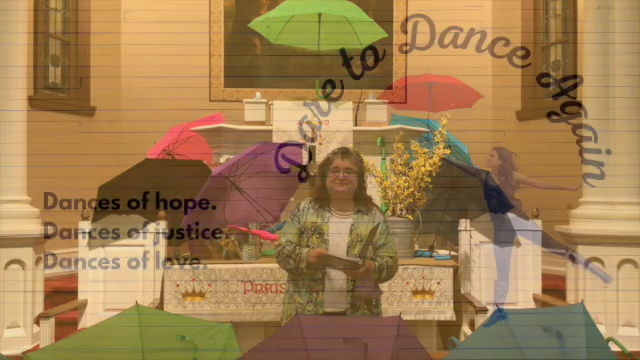 Dare to Dance Again
Dances of hope.
Dances of justice.
Dances of love.